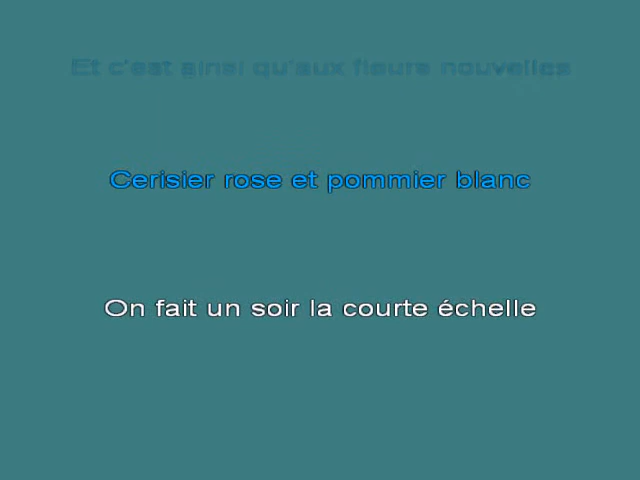 Et c'est ainsi qu'aux fleurs nouvelles
Cerisier rose et pommier blanc
On fait un soir la courte échelle